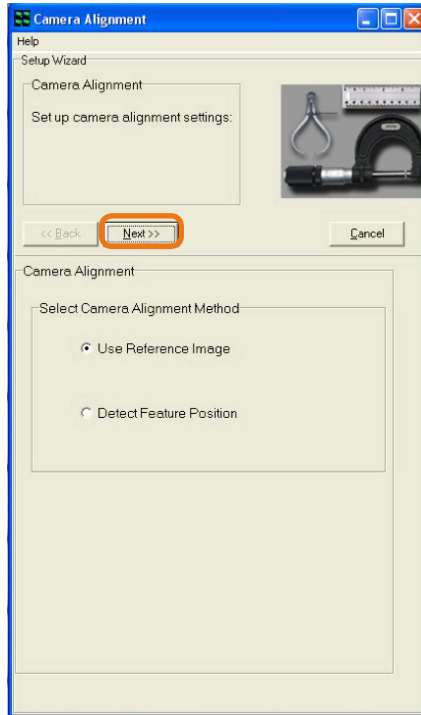 Camera Alignment
Help
Setup Wizard
Camera Alignment
Set up camera alignment settings:
<< Back
Next >>
Cancel
Camera Alignment
Select Camera Alignment Method
Use Reference Image
Detect Feature Position